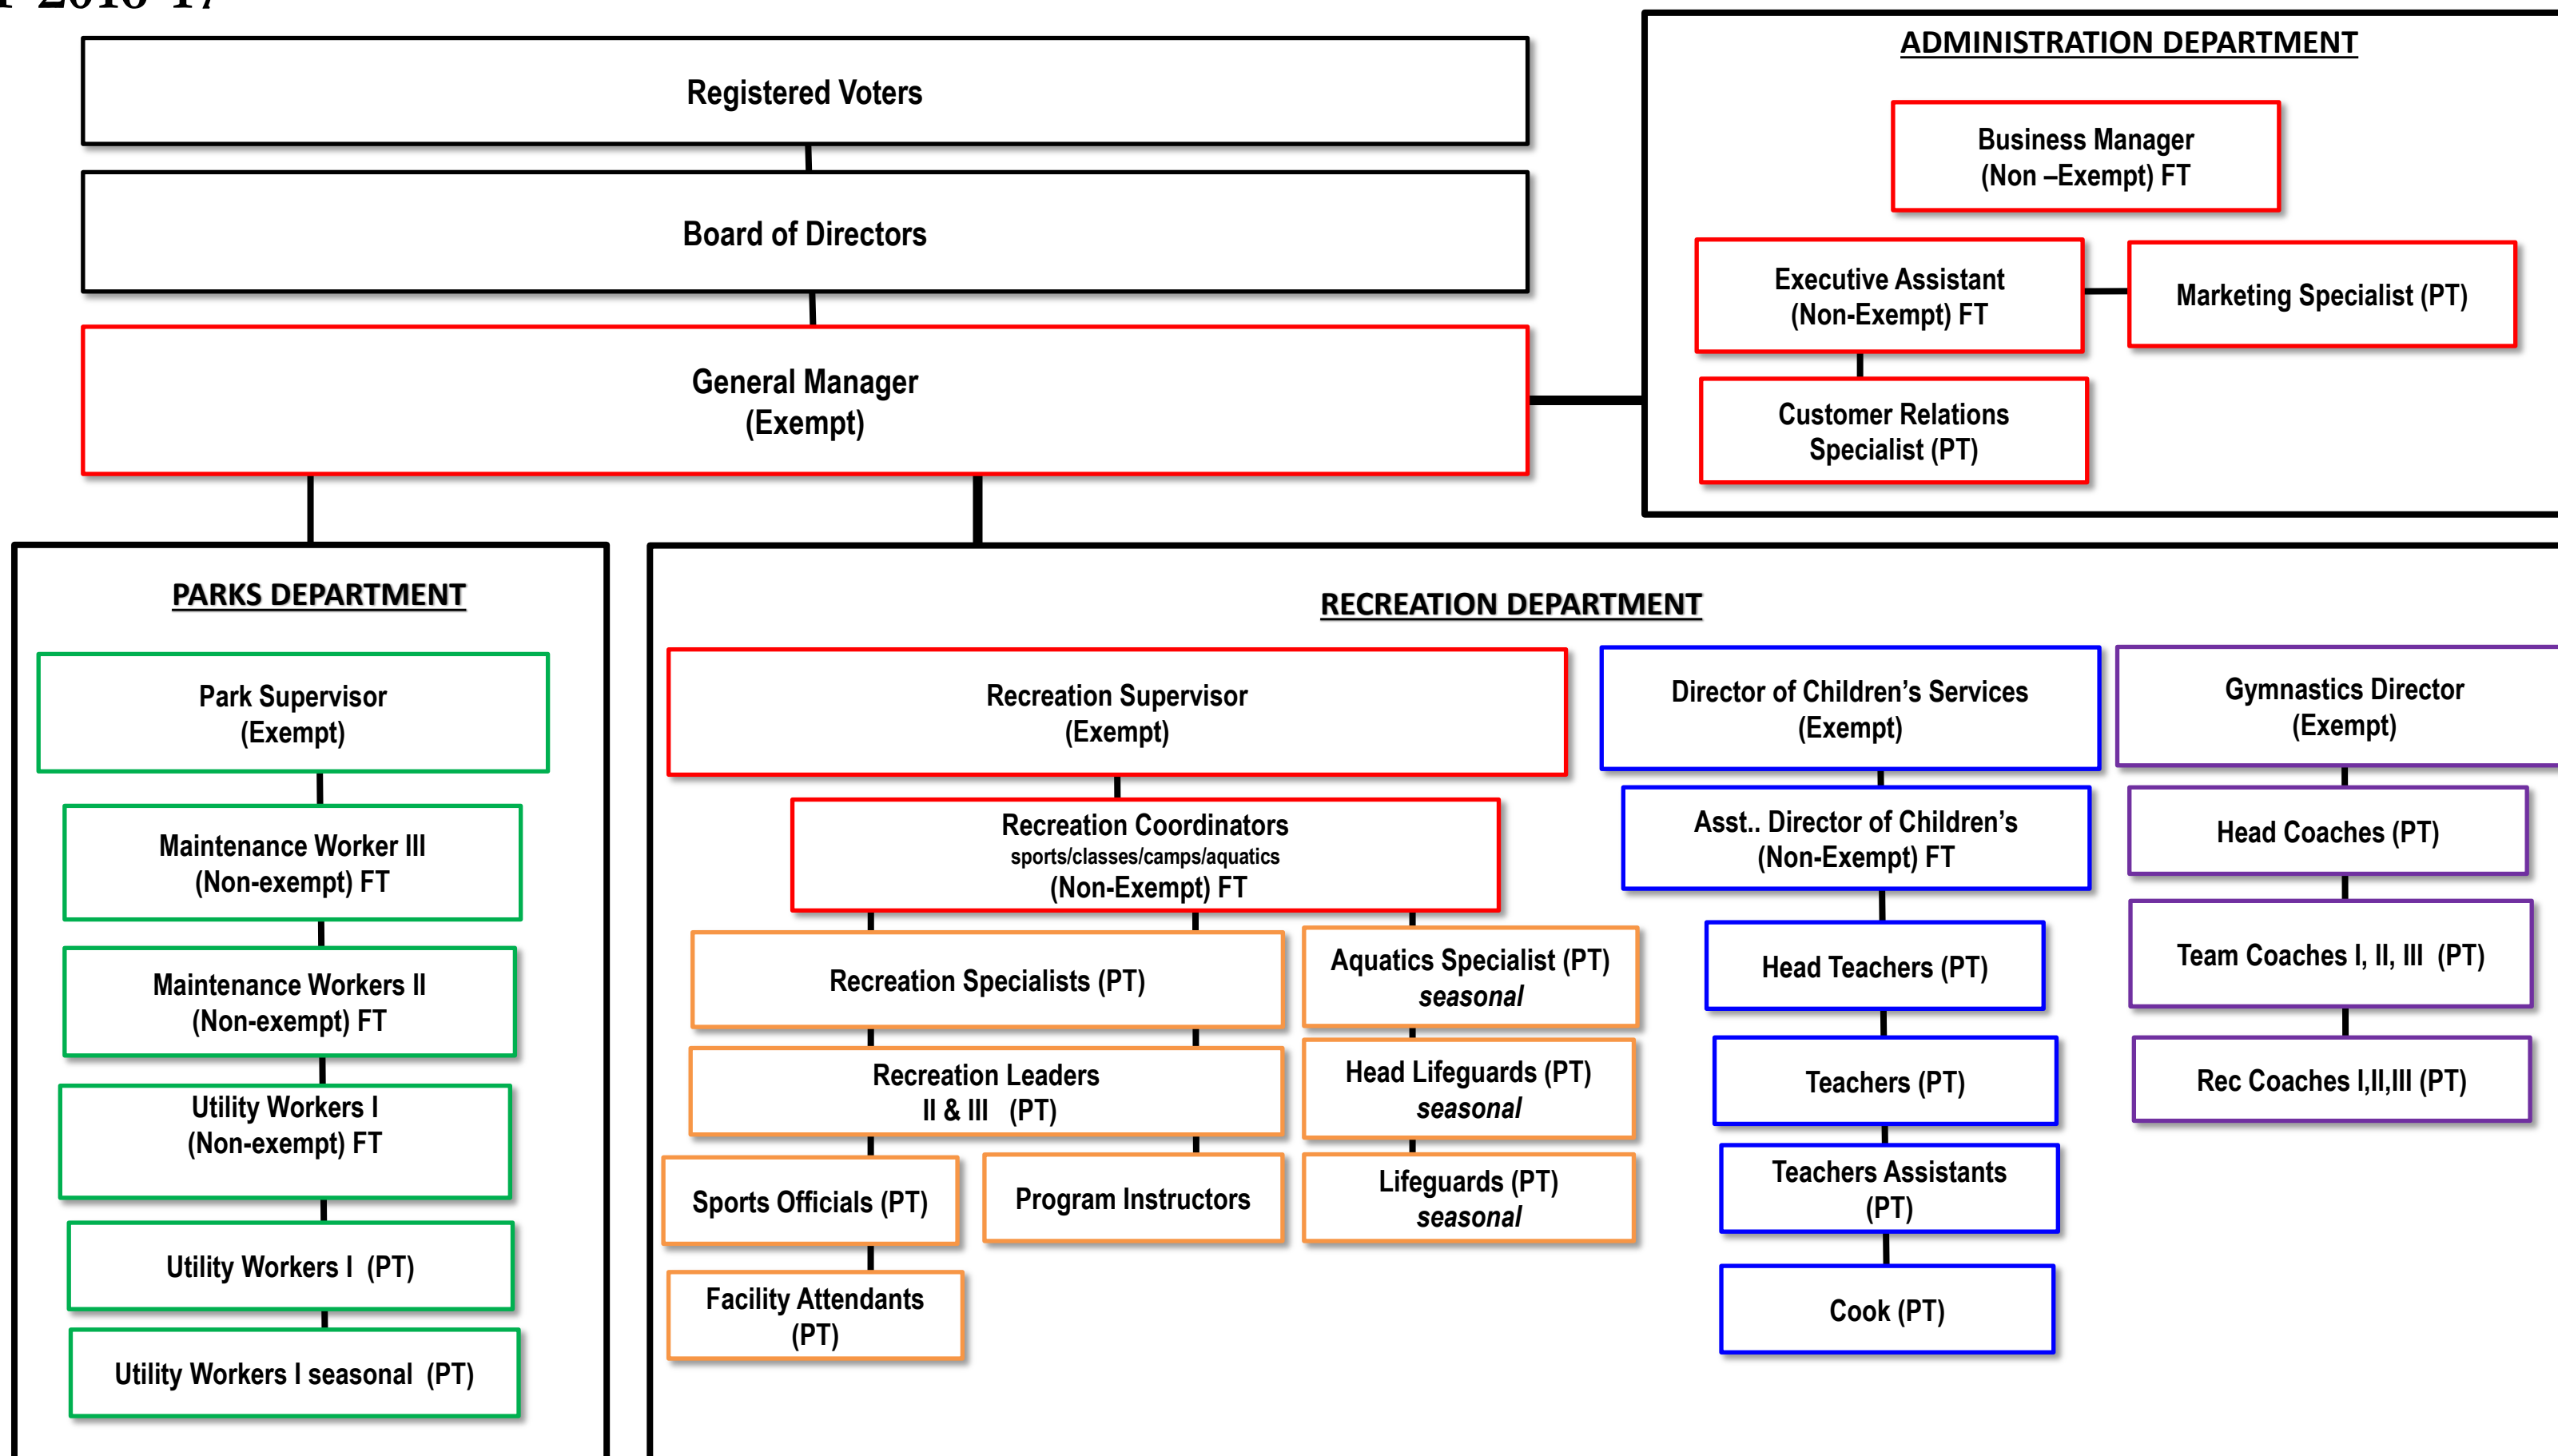 2016-17
ADMINISTRATION DEPARTMENT
Registered Voters
Business Manager
(Non –Exempt) FT
Board of Directors
Executive Assistant
(Non-Exempt) FT
Marketing Specialist (PT)
General Manager
(Exempt)
Customer Relations
Specialist (PT)
PARKS DEPARTMENT
Park Supervisor
(Exempt)
Maintenance Worker III
(Non-exempt) FT
Maintenance Workers II
(Non-exempt) FT
Utility Workers I
(Non-exempt) FT
Utility Workers I (PT)
Utility Workers I seasonal (PT)
RECREATION DEPARTMENT
Recreation Supervisor
(Exempt)
Recreation Coordinators
sports/classes/camps/aquatics
(Non-Exempt) FT
Recreation Specialists (PT)
Recreation Leaders
II & III (PT)
Sports Officials (PT)
Program Instructors
Facility Attendants
(PT)
Aquatics Specialist (PT)
seasonal
Head Lifeguards (PT)
seasonal
Lifeguards (PT)
seasonal
Director of Children’s Services
(Exempt)
Asst.. Director of Children’s
(Non-Exempt) FT
Head Teachers (PT)
Teachers (PT)
Teachers Assistants
(PT)
Cook (PT)
Gymnastics Director
(Exempt)
Head Coaches (PT)
Team Coaches I, II, III (PT)
Rec Coaches I,II,III (PT)